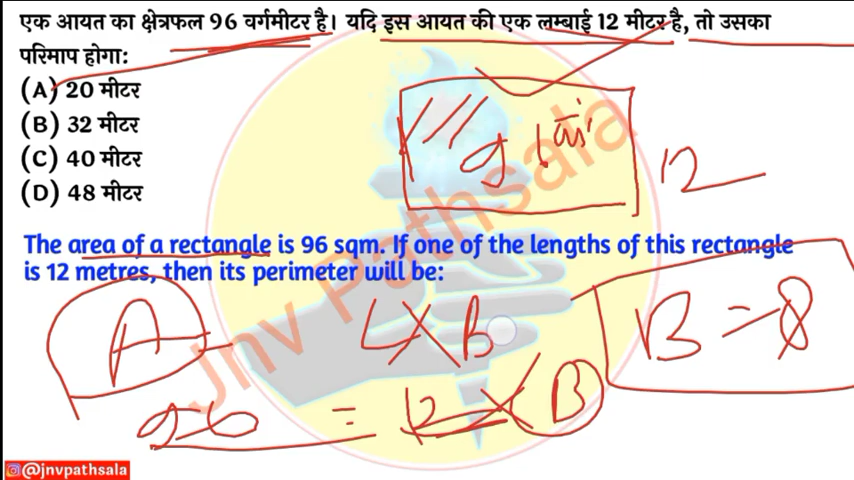 एक आयत का क्षेत्रफल 96 वर्गमीटर है। यदि इस आयत की एक लम्बाई 12 मीटर है, तो उसका
परिमाप होगा:
(A) 20 मीटर
(B) 32 मीटर
(C) 40 मीटर
(D) 48 मीटर
12
The area of a rectangle is 96 sqm. If one of the lengths of this rectangle
is 12 metres, then its perimeter will be:
A - L × B
B = 8
96 = 12 × B
Jnv Pathsala
@jnvpathsala